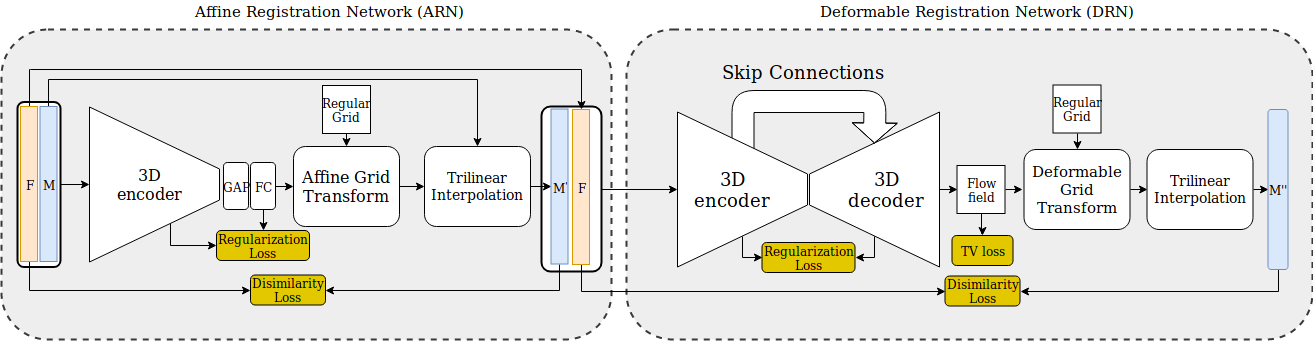 Affine Registration Network (ARN)
F
M
3D
encoder
GAP
FC
Regular
Grid
Affine Grid
Transform
Trilinear
Interpolation
M'
F
Regularization
Loss
Disimilarity
Loss
Deformable Registration Network (DRN)
Skip Connections
3D
encoder
3D
decoder
Regularization
Loss
Flow
field
TV loss
Regular
Grid
Deformable
Grid
Transform
Trilinear
Interpolation
M''
Disimilarity
Loss